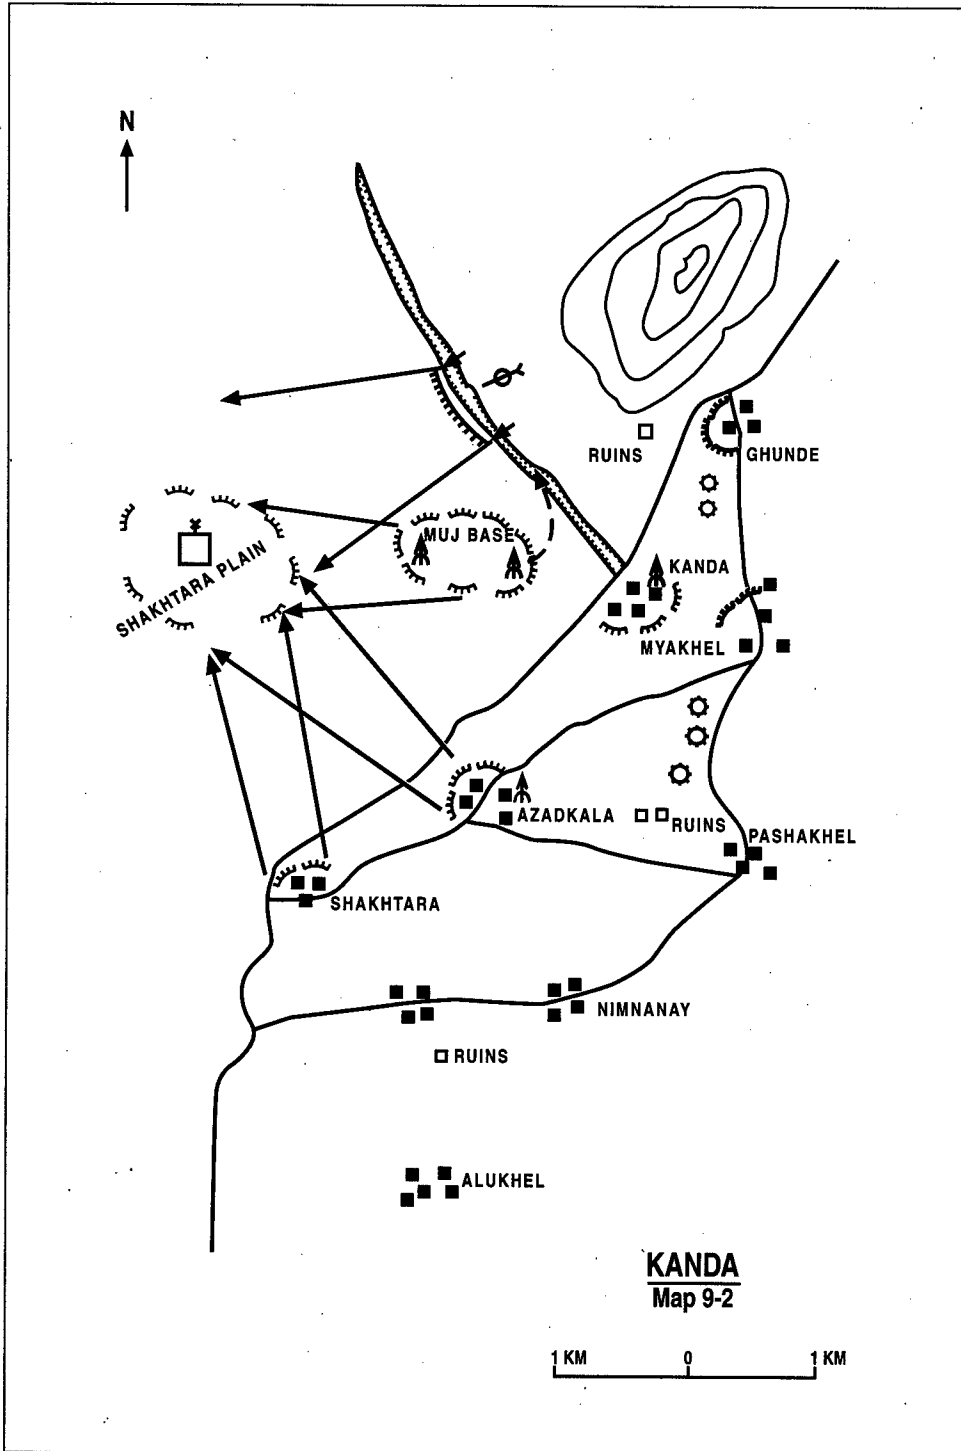 N
RUINS
GHUNDE
MUJ BASE
SHAKHTARA PLAIN
KANDA
MYAKHEL
AZADKALA
RUINS
PASHAKHEL
SHAKHTARA
NIMNANAY
RUINS
ALUKHEL
KANDA
Map 9-2
1 KM 0 1 KM